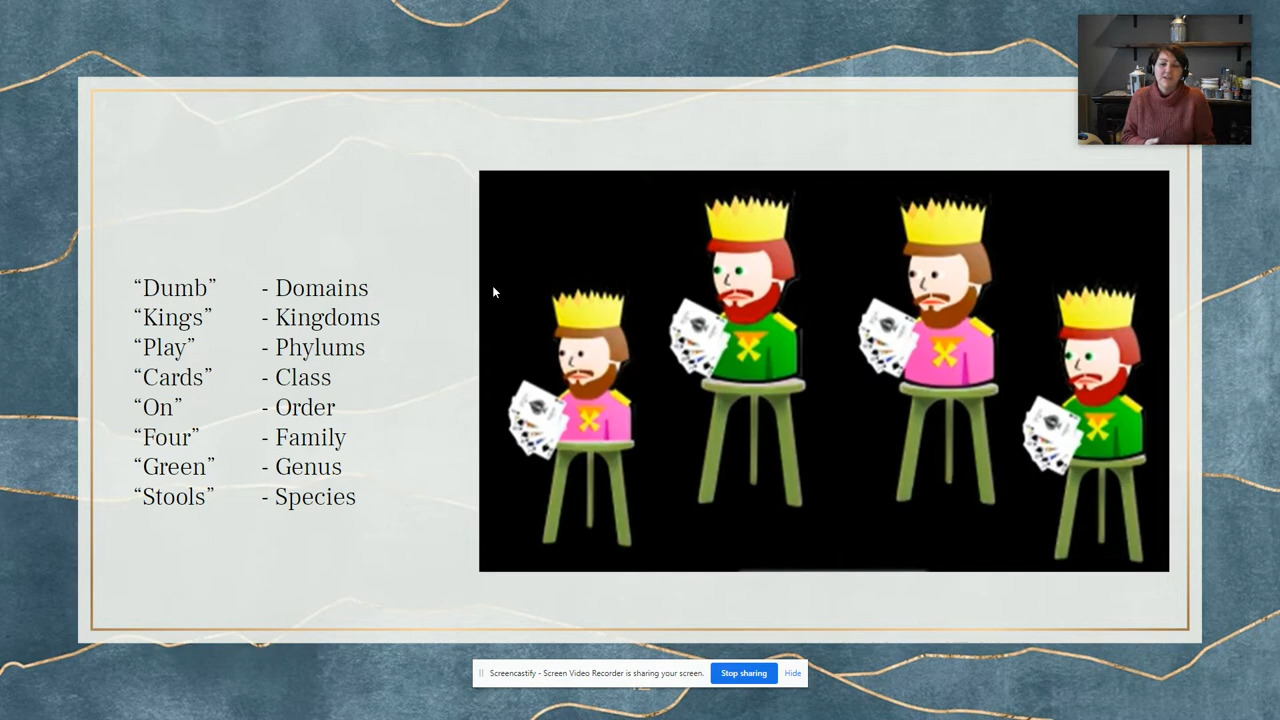 “Dumb” - Domains
“Kings” - Kingdoms
“Play” - Phylums
“Cards” - Class
“On” - Order
“Four” - Family
“Green” - Genus
“Stools” - Species
Screencastify - Screen Video Recorder is sharing your screen. Stop sharing Hide